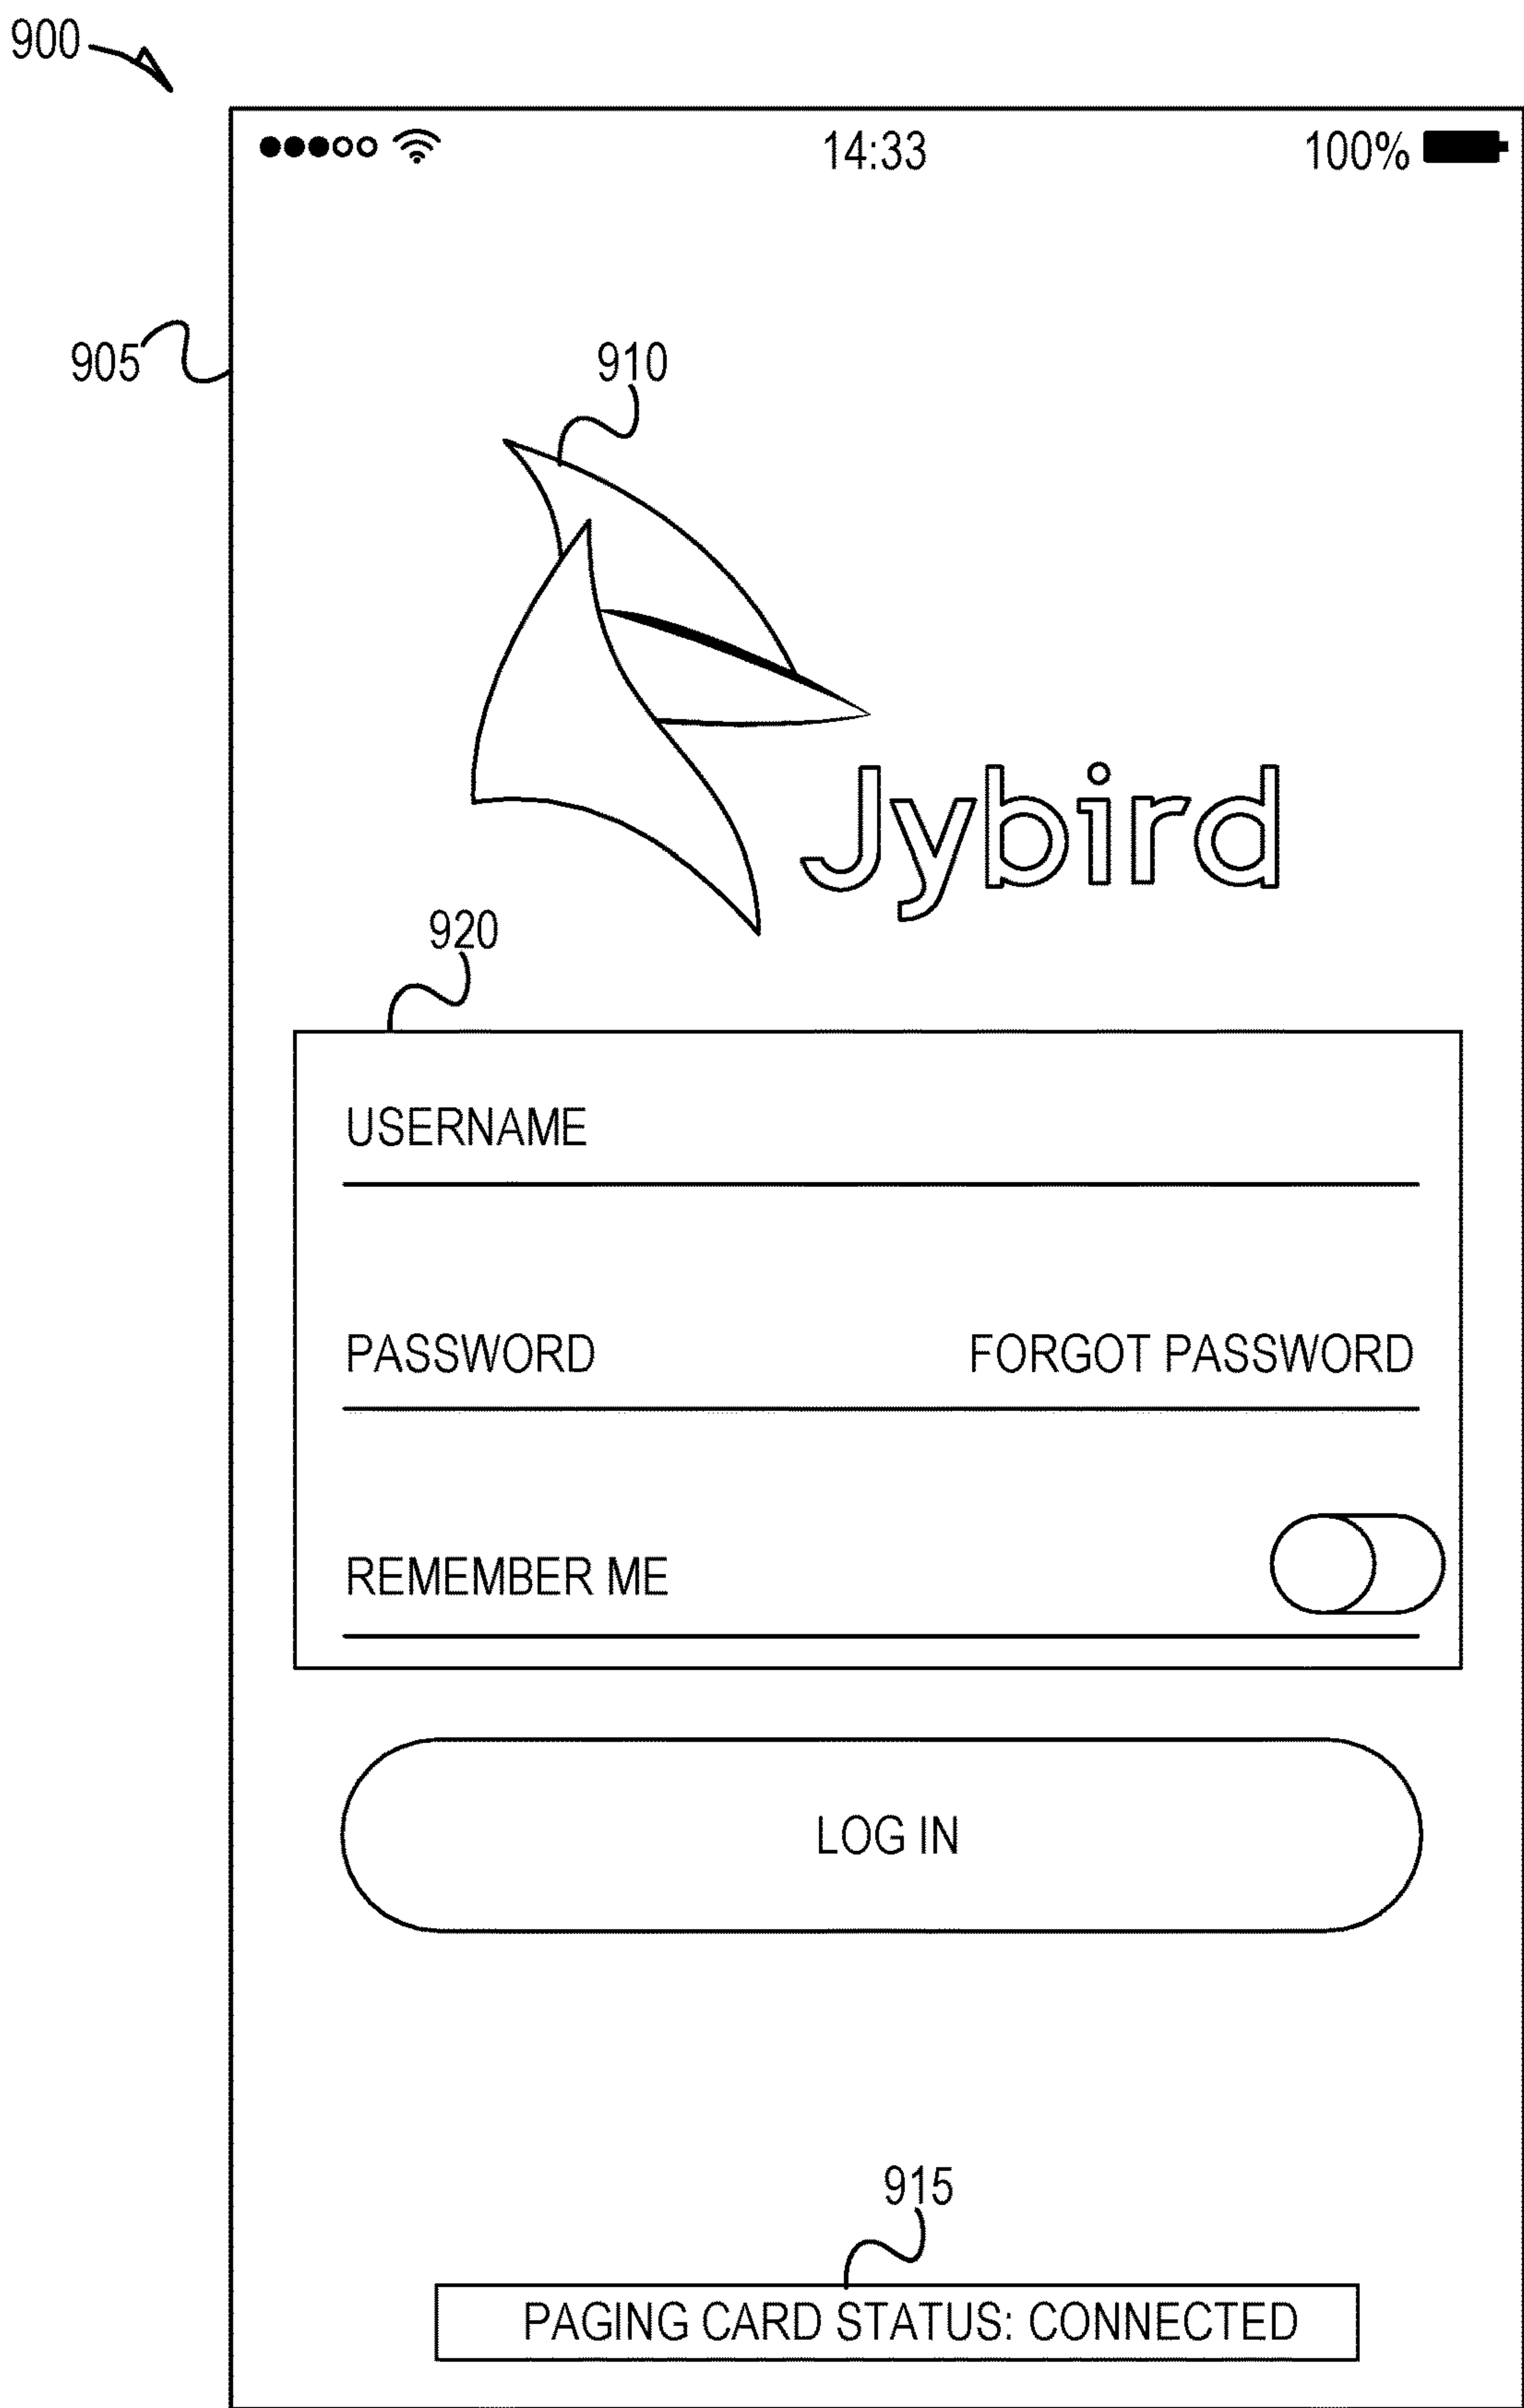 900
14:33 100%
905
910
Jybird
920
USERNAME
PASSWORD FORGOT PASSWORD
REMEMBER ME
LOG IN
915
PAGING CARD STATUS: CONNECTED